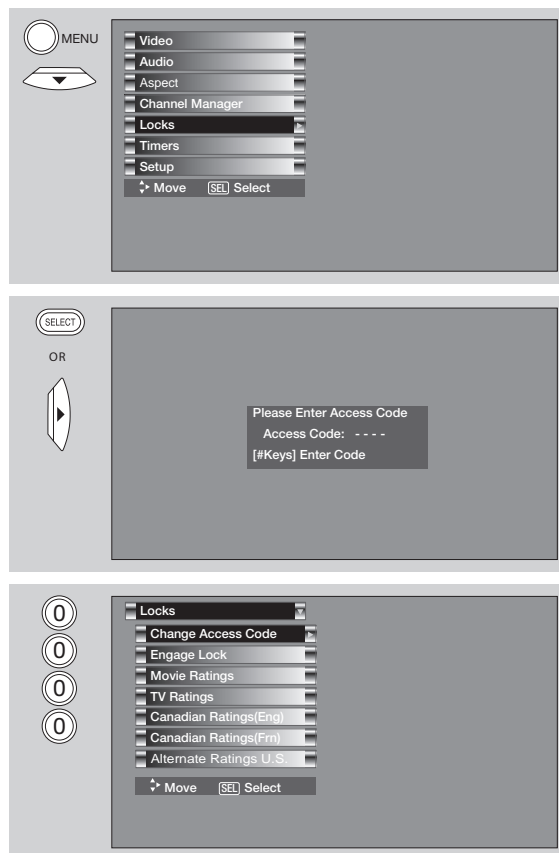 MENU
Video
Audio
Aspect
Channel Manager
Locks
Timers
Setup
Move SEL Select
SELECT
OR
Please Enter Access Code
Access Code: - - - -
[#Keys] Enter Code
0
0
0
0
Locks
Change Access Code
Engage Lock
Movie Ratings
TV Ratings
Canadian Ratings(Eng)
Canadian Ratings(Frn)
Alternate Ratings U.S.
Move SEL Select